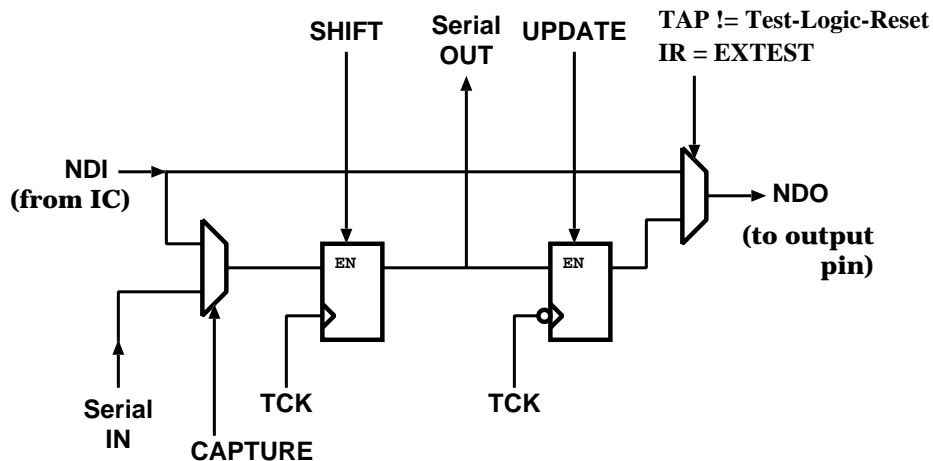 SHIFT
Serial
OUT
UPDATE
TAP != Test-Logic-Reset
IR = EXTEST
NDI
(from IC)
NDO
(to output
pin)
EN
EN
TCK
TCK
Serial
IN
CAPTURE